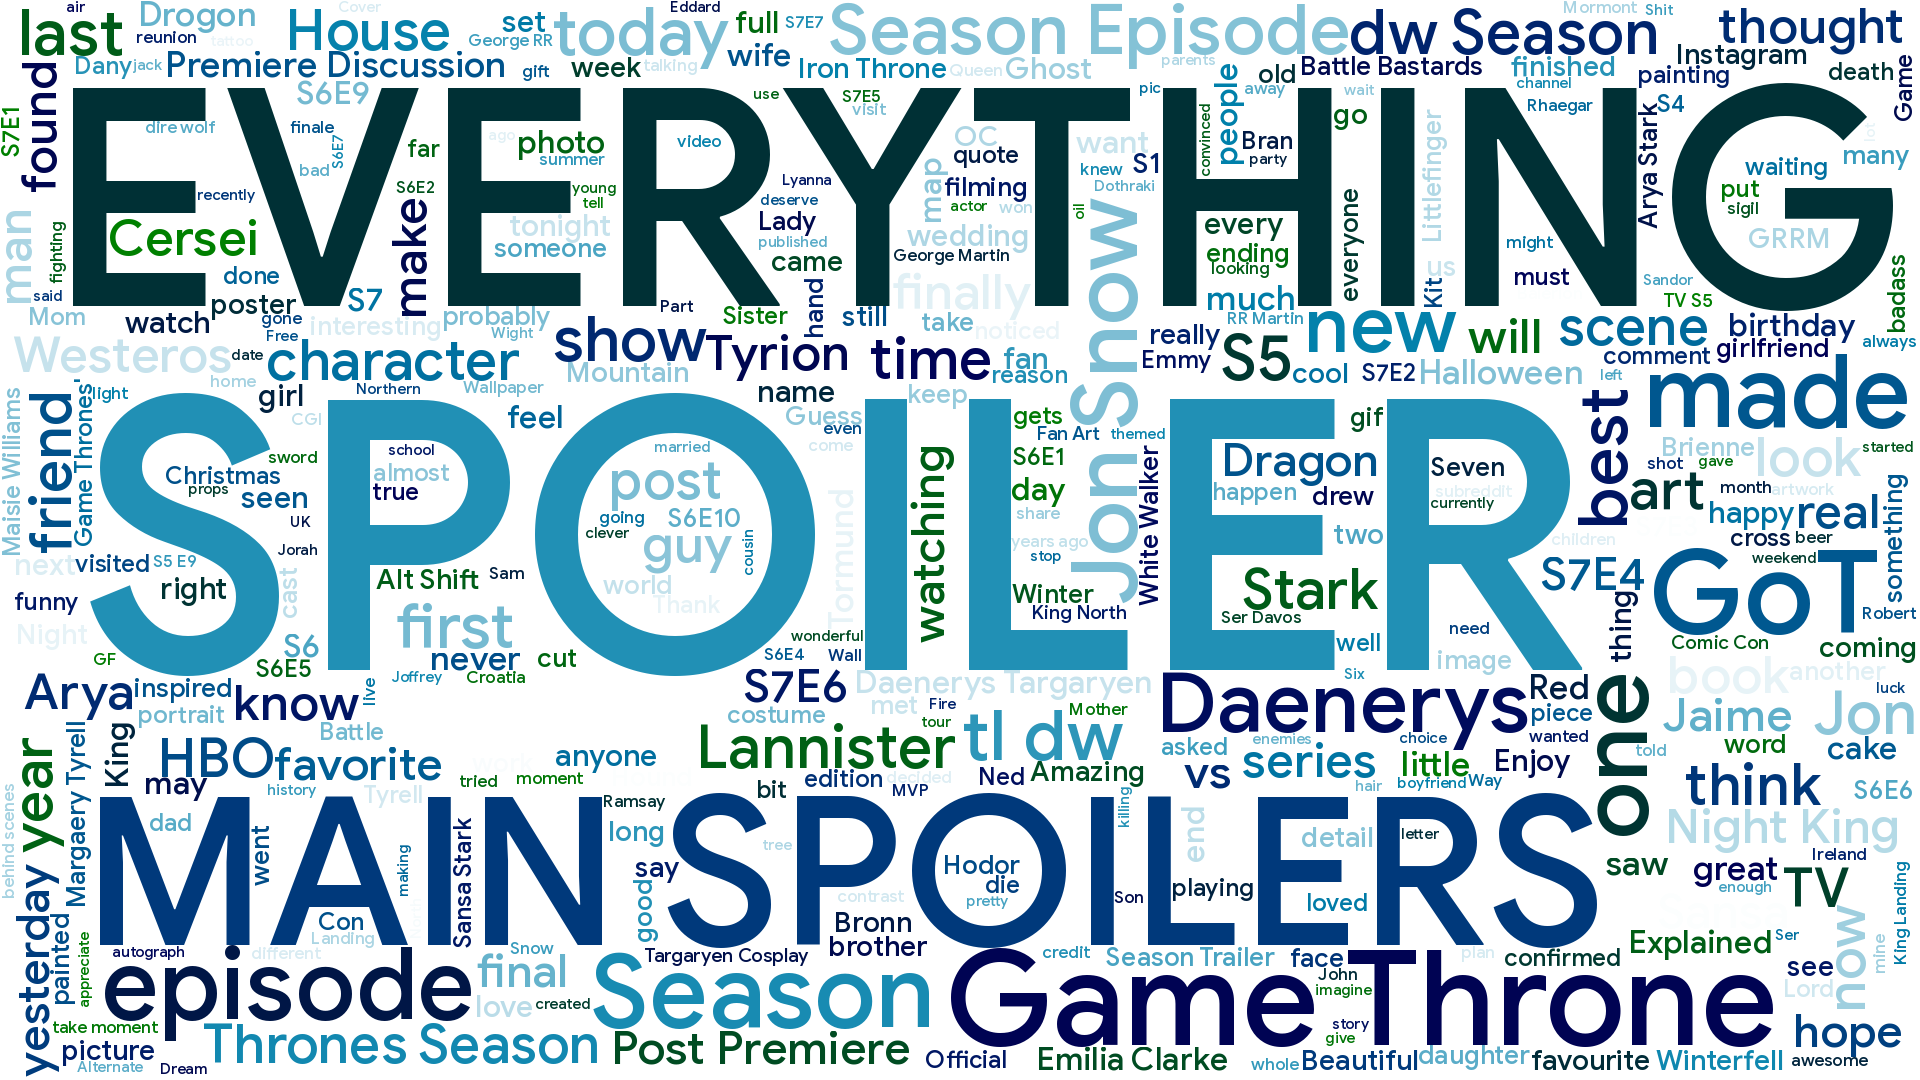 EVERYTHING
SPOILER
MAIN SPOILERS
Game Throne
episode
Season
Season Episode
dw Season
today
House
last
Drogon
reunion
air
Cover
Eddard
set
George RR
tattoo
full
S7E7
wife
Mormont
Shit
thought
Instagram
Dany
jack
Premiere Discussion
gift
week
talking
Iron Throne
Queen
Ghost
parents
Battle Bastards
finished
painting
death
Game
found
S7E1
S6E9
use
S7E5
visit
pic
people
away
old
wait
channel
Rhaegar
S4
Arya Stark
dire wolf
finale
S6E7
bad
far
ago
photo
summer
video
OC
quote
want
knew
S1
convinced
Bran
party
go
lot
many
waiting
put
sigil
GRRM
recently
S6E2
young
tell
Lyanna
deserve
Lady
published
map
filming
actor
won
Dothraki
oil
Littlefinger
man
fighting
Cersei
make
tonight
someone
came
wedding
George Martin
every
ending
looking
everyone
might
must
Sandor
badass
said
done
poster
S7
Mom
watch
gone
Free
interesting
probably
Wight
Part
Sister
hand
still
finally
take
noticed
Jon Snow
much
RR Martin
Kit
us
TV S5
new
will
scene
birthday
girlfriend
always
Westeros
date
character
show
Mountain
Tyrion
time
fan
reason
really
Emmy
S5
cool
S7E2
Halloween
comment
left
made
home
light
girl
Northern
Wallpaper
name
keep
Maisie Williams
friend
Game Thrones'
CGI
feel
Guess
even
come
gets
Fan Art
themed
gif
best
Brienne
look
started
Christmas
sword
props
seen
school
almost
true
married
post
S6E10
going
clever
guy
cousin
world
Thank
watching
S6E1
day
share
years ago
stop
White Walker
Dragon
happen
drew
Seven
subreddit
currently
two
shot
gave
art
month
artwork
happy
real
something
cross
beer
weekend
children
UK
Jorah
next
visited
S5 E9
right
cast
Alt Shift
Sam
Tormund
Winter
King North
Stark
Ser Davos
S7E4
GoT
Robert
thing
funny
Night
GF
S6
S6E5
first
never
cut
wonderful
S6E4
Wall
well
need
image
Six
Comic Con
coming
book
another
luck
Arya
inspired
portrait
know
live
Joffrey
Croatia
S7E6
Daenerys Targaryen
met
Fire
tour
Mother
Daenerys
Red
piece
wanted
one
Jaime
Jon
costume
Battle
King
HBO
favorite
anyone
Lannister
tl dw
asked
enemies
choice
told
word
cake
yesterday year
Margaery Tyrell
may
history
tried
moment
work
edition
decided
MVP
Ned
Amazing
vs
series
little
Enjoy
boyfriend
Way
hair
think
S6E6
behind scenes
dad
Tyrell
Ramsay
bit
long
killing
end
detail
letter
Night King
went
making
Sansa Stark
say
tree
good
Hodor
die
pretty
contrast
Son
playing
loved
saw
great
Ireland
enough
TV
King Landing
painted
appreciate
autograph
Con
Landing
different
Snow
Bronn
brother
Targaryen Cosplay
credit
Season Trailer
face
plan
confirmed
Explained
Ser
see
Lord
now
mine
final
love
created
John
imagine
story
give
hope
take moment
picture
Alternate
Dream
Thrones Season
Post Premiere
Official
Emilia Clarke
whole
Beautiful
daughter
favourite
Winterfell
awesome